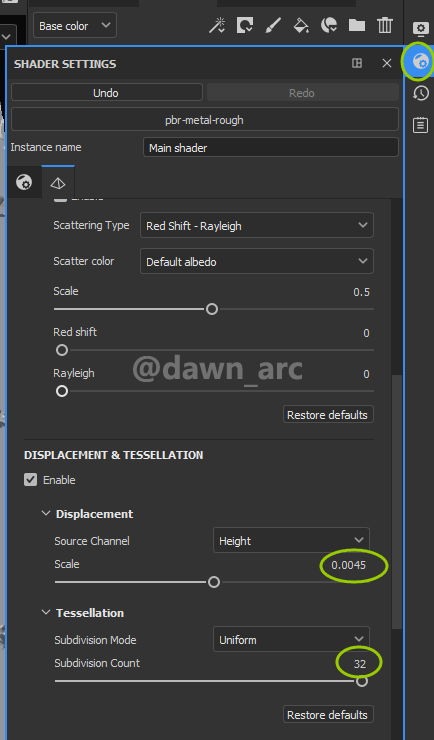 Base color
SHADER SETTINGS
Undo
Redo
pbr-metal-rough
Instance name
Main shader
Enable
Scattering Type
Red Shift - Rayleigh
Scatter color
Default albedo
Scale
0.5
Red shift
0
Rayleigh
0
@dawn_arc
Restore defaults
DISPLACEMENT & TESSELLATION
Enable
Displacement
Source Channel
Height
Scale
0.0045
Tessellation
Subdivision Mode
Uniform
Subdivision Count
32
Restore defaults